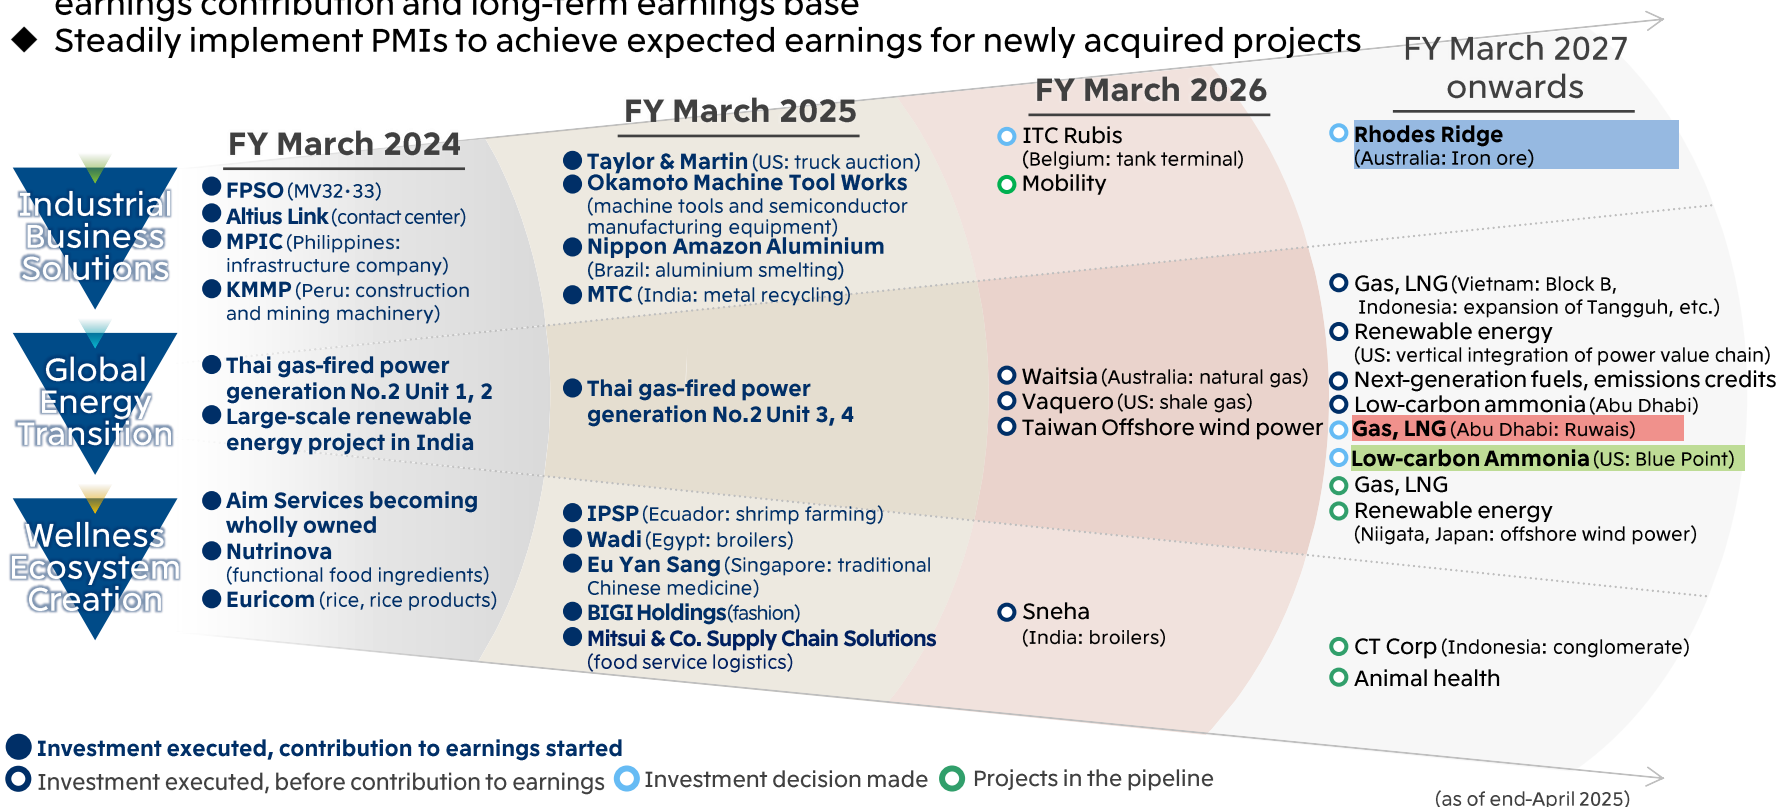 earnings contribution and long-term earnings base
◆ Steadily implement PMIs to achieve expected earnings for newly acquired projects
FY March 2024
FY March 2025
FY March 2026
FY March 2027
onwards
Industrial
Business
Solutions
FPSO (MV32・33)
Altius Link (contact center)
MPIC (Philippines:
infrastructure company)
KMMP (Peru: construction
and mining machinery)
Taylor & Martin (US: truck auction)
Okamoto Machine Tool Works
(machine tools and semiconductor
manufacturing equipment)
Nippon Amazon Aluminium
(Brazil: aluminium smelting)
MTC (India: metal recycling)
ITC Rubis
(Belgium: tank terminal)
Mobility
Rhodes Ridge
(Australia: Iron ore)
Global
Energy
Transition
Thai gas-fired power
generation No.2 Unit 1, 2
Large-scale renewable
energy project in India
Thai gas-fired power
generation No.2 Unit 3, 4
Waitsia (Australia: natural gas)
Vaquero (US: shale gas)
Taiwan Offshore wind power
Gas, LNG (Vietnam: Block B,
Indonesia: expansion of Tangguh, etc.)
Renewable energy
(US: vertical integration of power value chain)
Next-generation fuels, emissions credits
Low-carbon ammonia (Abu Dhabi)
Gas, LNG (Abu Dhabi: Ruwais)
Low-carbon Ammonia (US: Blue Point)
Gas, LNG
Renewable energy
(Niigata, Japan: offshore wind power)
Wellness
Ecosystem
Creation
Aim Services becoming
wholly owned
Nutrinova
(functional food ingredients)
Euricom (rice, rice products)
IPSP (Ecuador: shrimp farming)
Wadi (Egypt: broilers)
Eu Yan Sang (Singapore: traditional
Chinese medicine)
BIGI Holdings (fashion)
Mitsui & Co. Supply Chain Solutions
(food service logistics)
Sneha
(India: broilers)
CT Corp (Indonesia: conglomerate)
Animal health
Investment executed, contribution to earnings started
Investment executed, before contribution to earnings
Investment decision made
Projects in the pipeline
(as of end-April 2025)